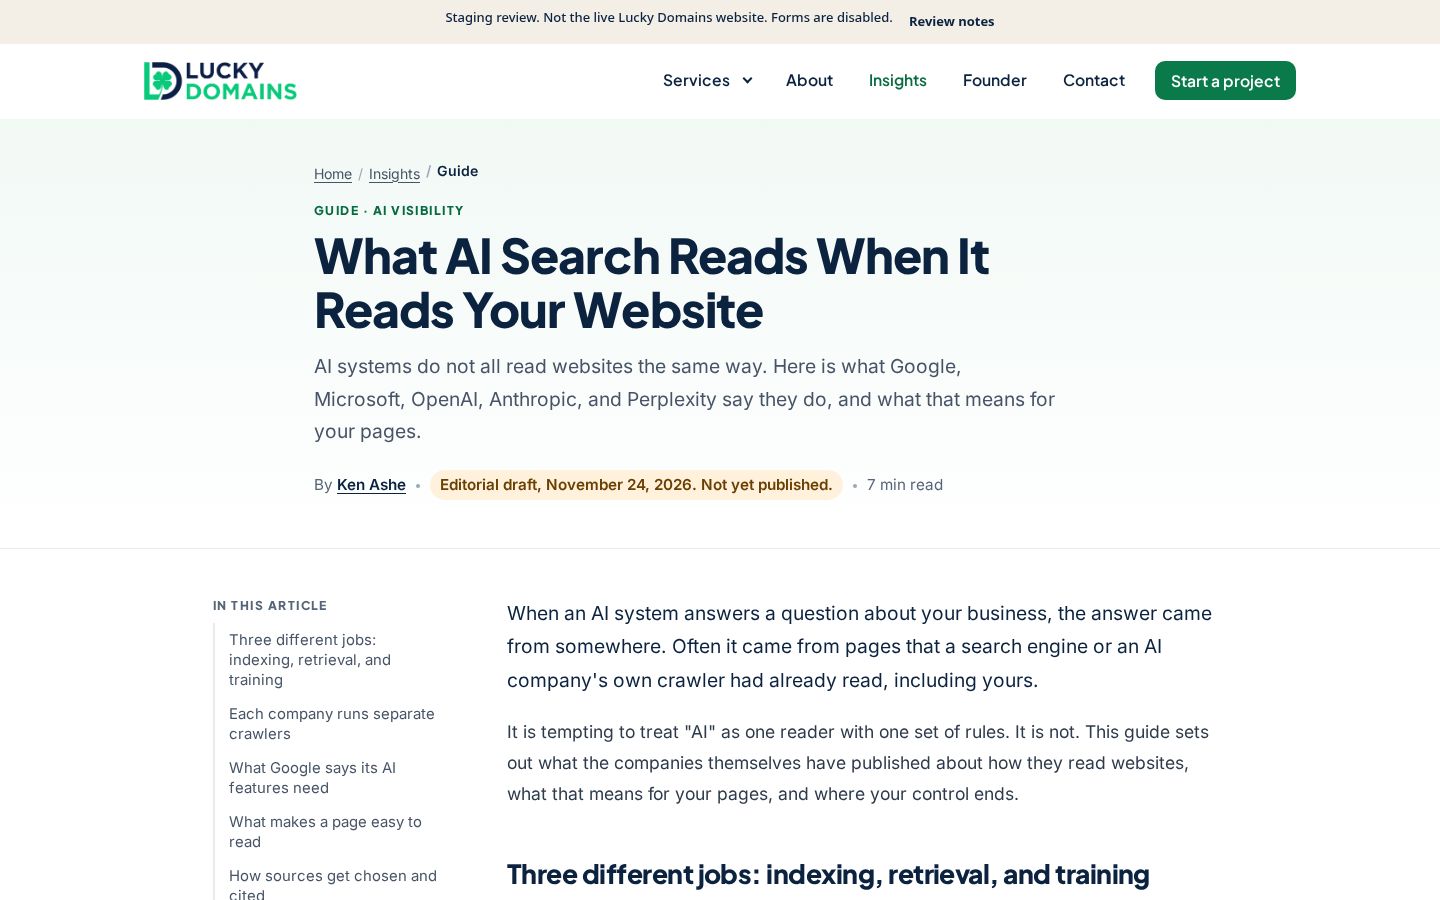 Staging review. Not the live Lucky Domains website. Forms are disabled. Review notes
LUCKY
DOMAINS
Services About Insights Founder Contact Start a project
Home / Insights / Guide
GUIDE · AI VISIBILITY
What AI Search Reads When It
Reads Your Website
AI systems do not all read websites the same way. Here is what Google,
Microsoft, OpenAI, Anthropic, and Perplexity say they do, and what that means for
your pages.
By Ken Ashe • Editorial draft, November 24, 2026. Not yet published. • 7 min read
IN THIS ARTICLE
Three different jobs:
indexing, retrieval, and
training
Each company runs separate
crawlers
What Google says its AI
features need
What makes a page easy to
read
How sources get chosen and
cited
When an AI system answers a question about your business, the answer came
from somewhere. Often it came from pages that a search engine or an AI
company's own crawler had already read, including yours.
It is tempting to treat "AI" as one reader with one set of rules. It is not. This guide sets
out what the companies themselves have published about how they read websites,
what that means for your pages, and where your control ends.
Three different jobs: indexing, retrieval, and training